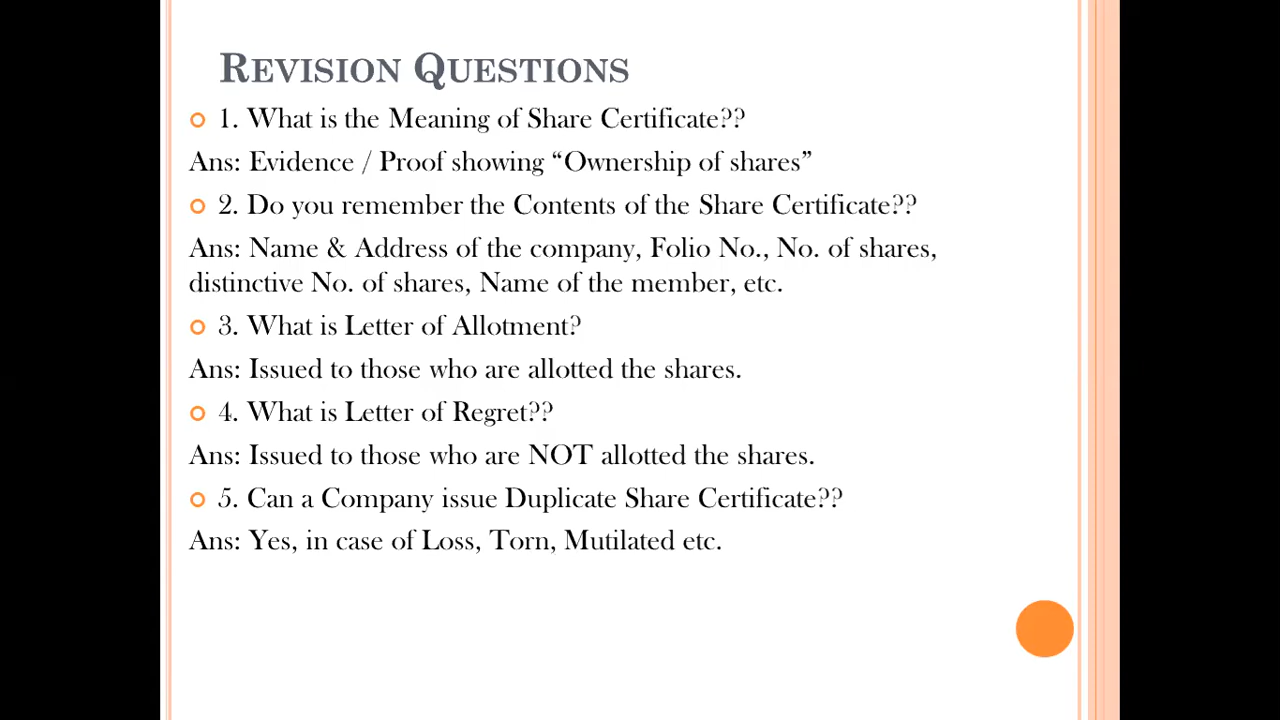 REVISION QUESTIONS
1. What is the Meaning of Share Certificate??
Ans: Evidence / Proof showing “Ownership of shares”
2. Do you remember the Contents of the Share Certificate??
Ans: Name & Address of the company, Folio No., No. of shares,
distinctive No. of shares, Name of the member, etc.
3. What is Letter of Allotment?
Ans: Issued to those who are allotted the shares.
4. What is Letter of Regret??
Ans: Issued to those who are NOT allotted the shares.
5. Can a Company issue Duplicate Share Certificate??
Ans: Yes, in case of Loss, Torn, Mutilated etc.